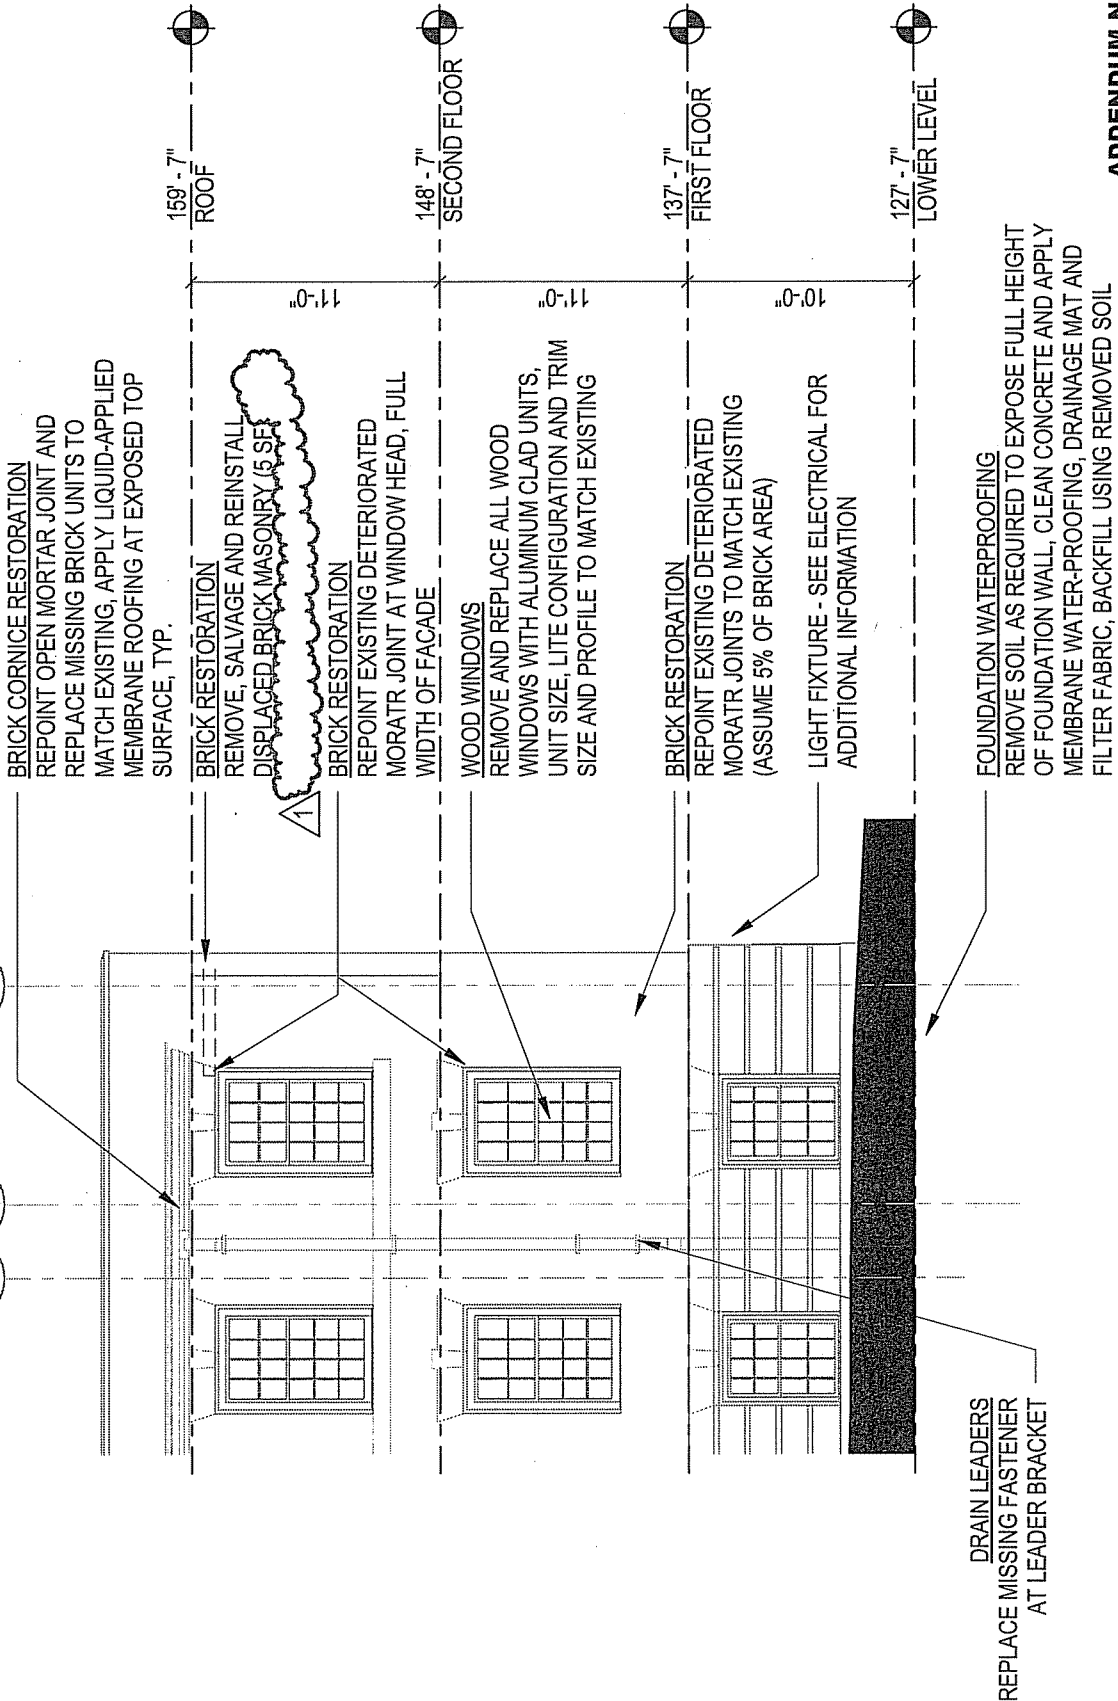 BRICK CORNICE RESTORATION
REPOINT OPEN MORTAR JOINT AND
REPLACE MISSING BRICK UNITS TO
MATCH EXISTING, APPLY LIQUID-APPLIED
MEMBRANE ROOFING AT EXPOSED TOP
SURFACE, TYP.
BRICK RESTORATION
REMOVE, SALVAGE AND REINSTALL
DISPLACED BRICK MASONRY (5 SF)
1
BRICK RESTORATION
REPOINT EXISTING DETERIORATED
MORATR JOINT AT WINDOW HEAD, FULL
WIDTH OF FACADE
WOOD WINDOWS
REMOVE AND REPLACE ALL WOOD
WINDOWS WITH ALUMINUM CLAD UNITS,
UNIT SIZE, LITE CONFIGURATION AND TRIM
SIZE AND PROFILE TO MATCH EXISTING
BRICK RESTORATION
REPOINT EXISTING DETERIORATED
MORATR JOINTS TO MATCH EXISTING
(ASSUME 5% OF BRICK AREA)
LIGHT FIXTURE - SEE ELECTRICAL FOR
ADDITIONAL INFORMATION
FOUNDATION WATERPROOFING
REMOVE SOIL AS REQUIRED TO EXPOSE FULL HEIGHT
OF FOUNDATION WALL, CLEAN CONCRETE AND APPLY
MEMBRANE WATER-PROOFING, DRAINAGE MAT AND
FILTER FABRIC, BACKFILL USING REMOVED SOIL
DRAIN LEADERS
REPLACE MISSING FASTENER
AT LEADER BRACKET
159' - 7"
ROOF
11'-0"
148' - 7"
SECOND FLOOR
11'-0"
137' - 7"
FIRST FLOOR
10'-0"
127' - 7"
LOWER LEVEL